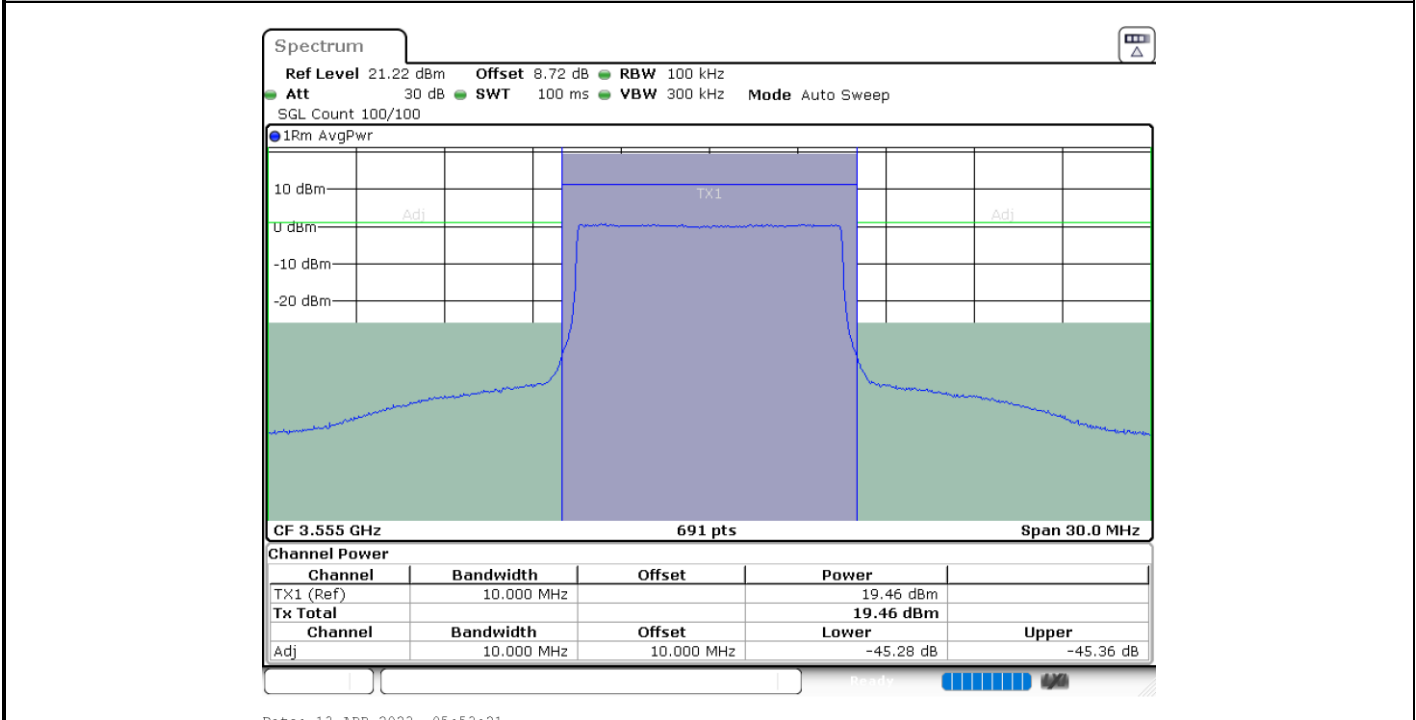 Spectrum
Ref Level 21.22 dBm Offset 8.72 dB RBW 100 kHz
Att 30 dB SWT 100 ms VBW 300 kHz Mode Auto Sweep
SGL Count 100/100
1Rm AvgPwr
10 dBm
TX1
Adj Adj
0 dBm
-10 dBm
-20 dBm
CF 3.555 GHz 691 pts Span 30.0 MHz
Channel Power
Channel Bandwidth Offset Power
TX1 (Ref) 10.000 MHz 19.46 dBm
Tx Total 19.46 dBm
Channel Bandwidth Offset Lower Upper
Adj 10.000 MHz 10.000 MHz -45.28 dB -45.36 dB
Ready